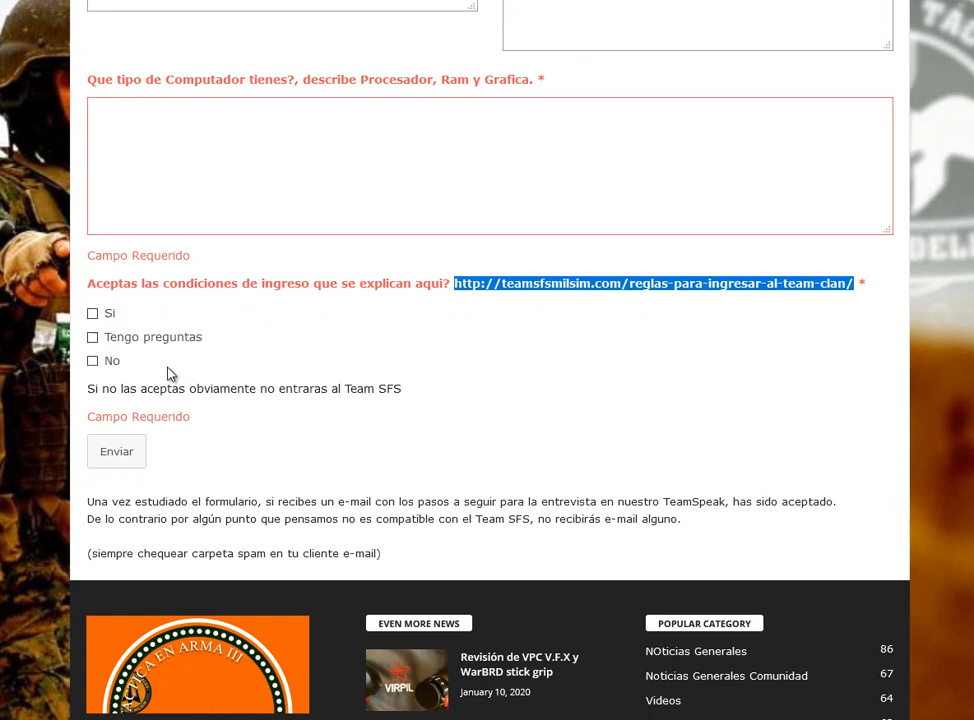 TÁC
DELI
Que tipo de Computador tienes?, describe Procesador, Ram y Grafica. *
Campo Requerido
Aceptas las condiciones de ingreso que se explican aqui? http://teamsfsmilsim.com/reglas-para-ingresar-al-team-clan/ *
Si
Tengo preguntas
No
Si no las aceptas obviamente no entraras al Team SFS
Campo Requerido
Enviar
Una vez estudiado el formulario, si recibes un e-mail con los pasos a seguir para la entrevista en nuestro TeamSpeak, has sido aceptado.
De lo contrario por algún punto que pensamos no es compatible con el Team SFS, no recibirás e-mail alguno.
(siempre chequear carpeta spam en tu cliente e-mail)
TICA EN ARMA III
EVEN MORE NEWS
VIRPIL
Revisión de VPC V.F.X y
WarBRD stick grip
January 10, 2020
POPULAR CATEGORY
NOticias Generales 86
Noticias Generales Comunidad 67
Videos 64